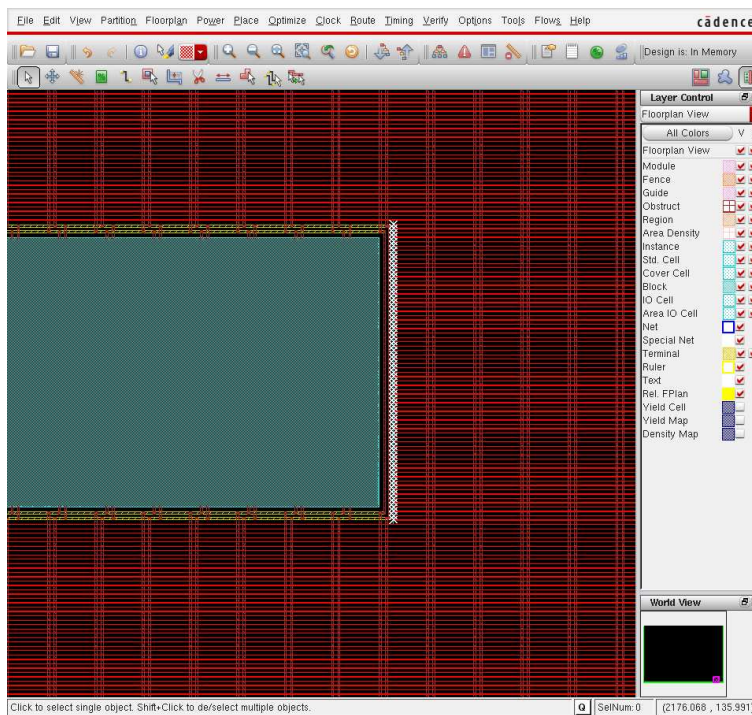 File Edit View Partition Floorplan Power Place Optimize Clock Route Timing Verify Options Tools Flows Help cādence
Design is: In Memory
Layer Control
Floorplan View
All Colors V
Floorplan View
Module
Fence
Guide
Obstruct
Region
Area Density
Instance
Std. Cell
Cover Cell
Block
IO Cell
Area IO Cell
Net
Special Net
Terminal
Ruler
Text
Rel. FPlan
Yield Cell
Yield Map
Density Map
World View
Click to select single object. Shift+Click to de/select multiple objects. Q SelNum: 0 (2176.068 , 135.991)